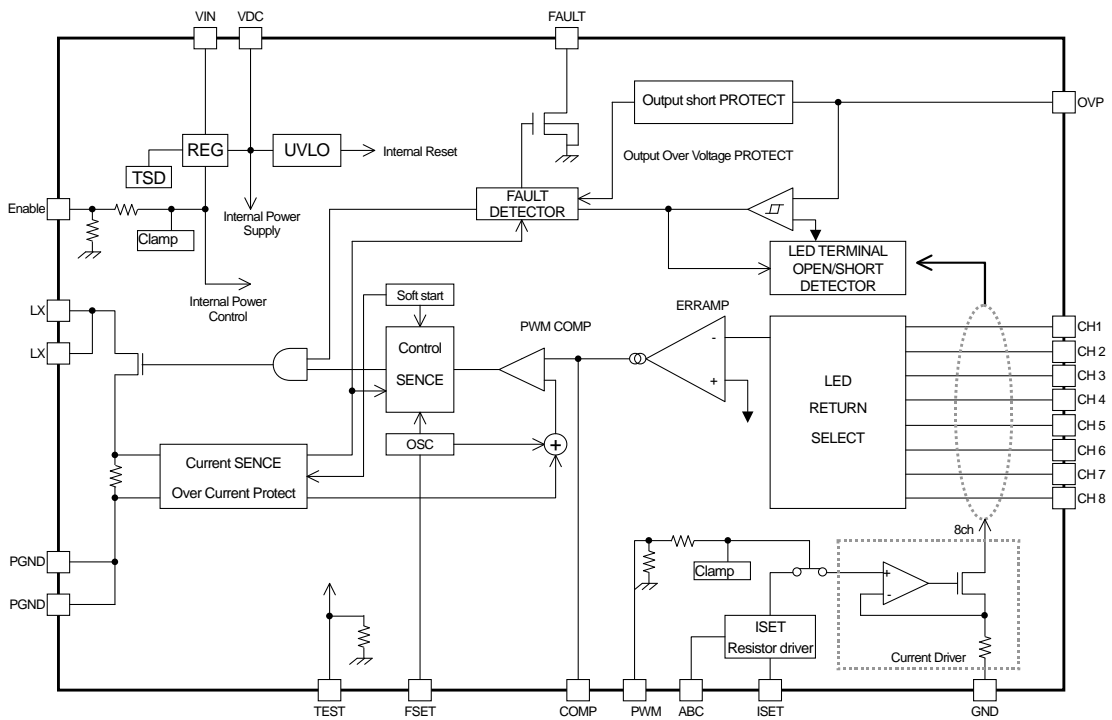 VIN
VDC
FAULT
Output short PROTECT
OVP
REG
UVLO
Internal Reset
TSD
Output Over Voltage PROTECT
Enable
FAULT
DETECTOR
Internal Power
Supply
Clamp
LED TERMINAL
OPEN/SHORT
DETECTOR
Internal Power
Control
LX
LX
Soft start
Control
SENCE
PWM COMP
ERRAMP
-
+
LED
RETURN
SELECT
CH1
CH 2
CH 3
CH 4
CH 5
CH 6
CH 7
CH 8
OSC
+
Current SENCE
Over Current Protect
8ch
PGND
PGND
Clamp
+
-
ISET
Resistor driver
Current Driver
TEST
FSET
COMP
PWM
ABC
ISET
GND